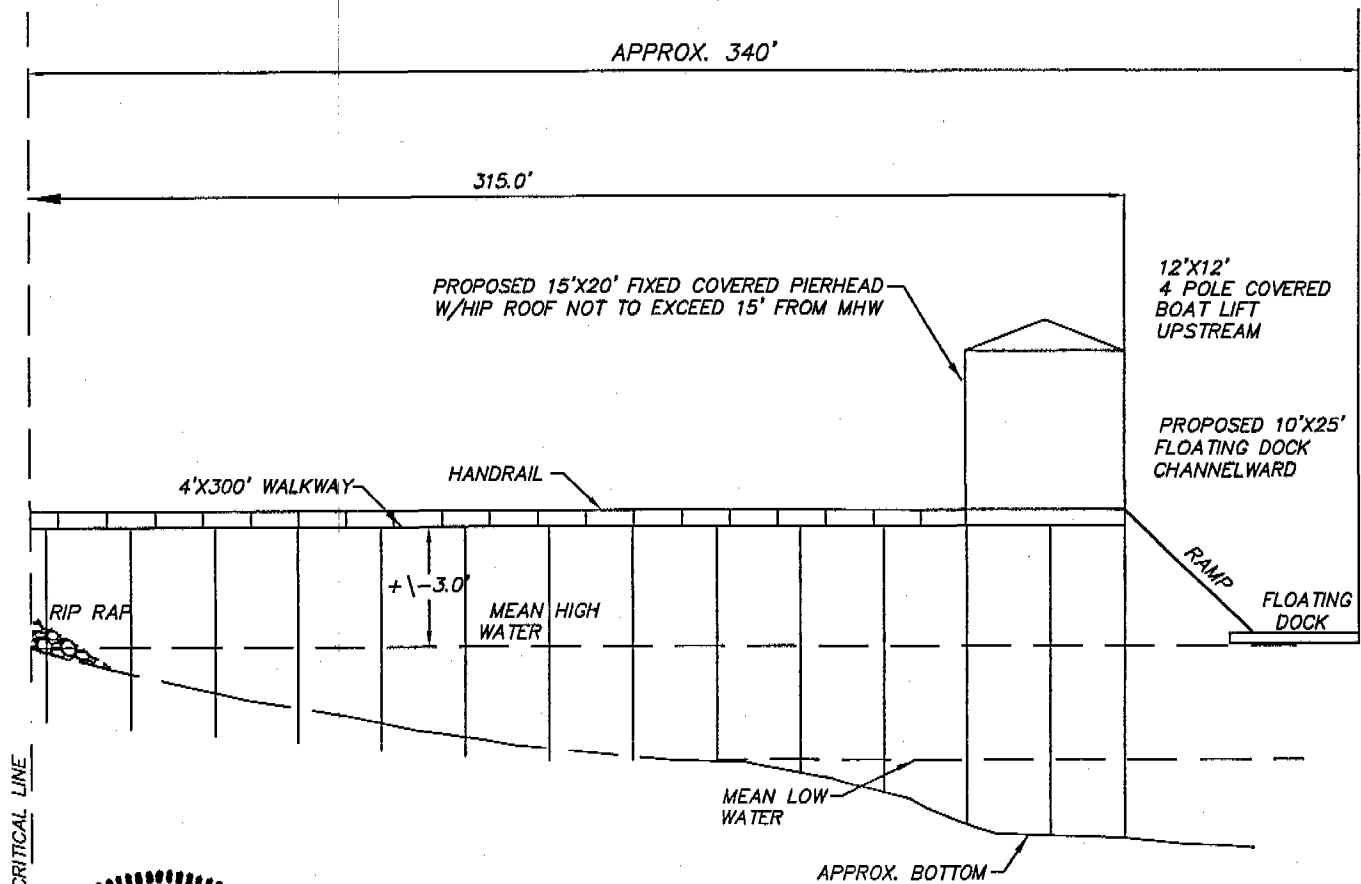 APPROX. 340'
315.0'
PROPOSED 15'X20' FIXED COVERED PIERHEAD
W/HIP ROOF NOT TO EXCEED 15' FROM MHW
12'X12'
4 POLE COVERED
BOAT LIFT
UPSTREAM
PROPOSED 10'X25'
FLOATING DOCK
CHANNELWARD
4'X300' WALKWAY
HANDRAIL
+\-3.0'
RIP RAP
MEAN HIGH
WATER
RAMP
FLOATING
DOCK
MEAN LOW
WATER
CRITICAL LINE
APPROX. BOTTOM